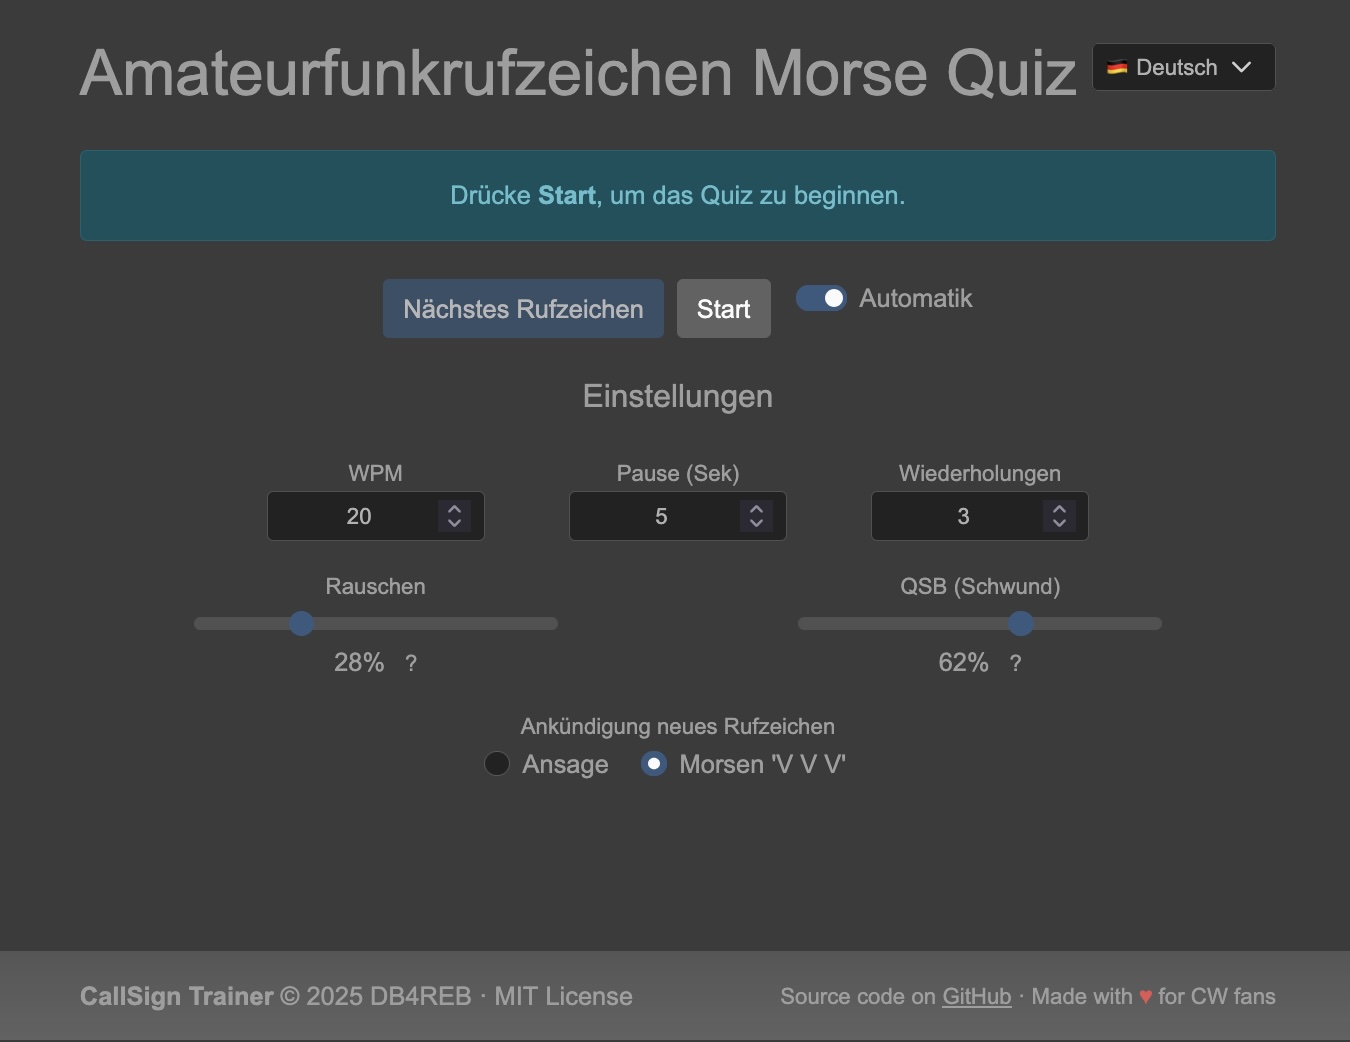 Amateurfunkrufzeichen Morse Quiz
Deutsch
Drücke Start, um das Quiz zu beginnen.
Nächstes Rufzeichen Start Automatik
Einstellungen
WPM Pause (Sek) Wiederholungen
20 5 3
Rauschen QSB (Schwund)
28% ? 62% ?
Ankündigung neues Rufzeichen
Ansage Morsen 'V V V'
CallSign Trainer © 2025 DB4REB · MIT License Source code on GitHub · Made with ♥ for CW fans